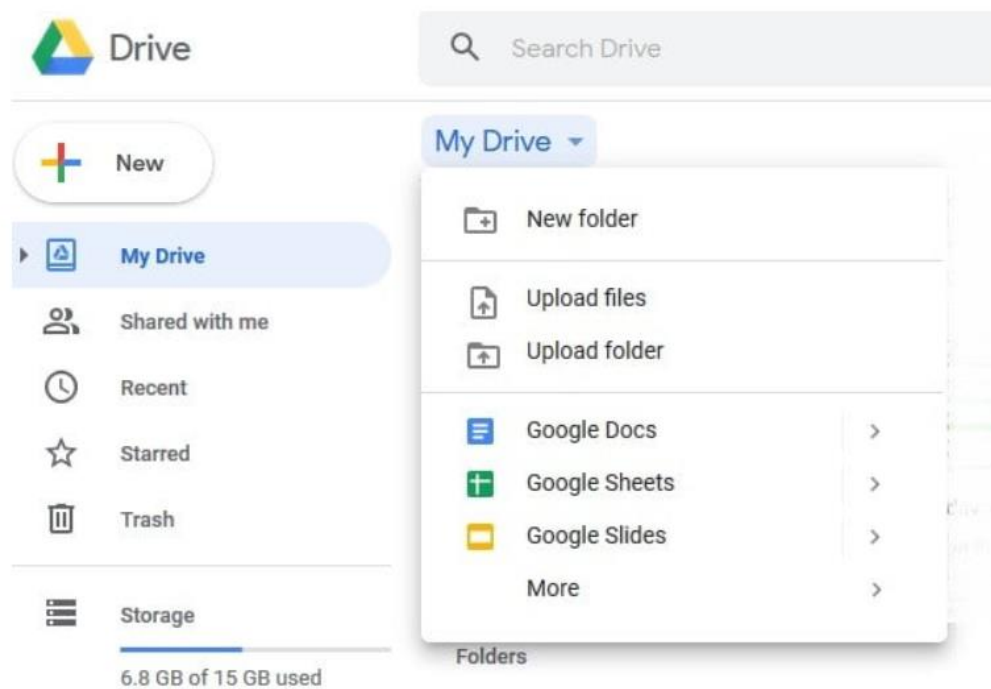 Drive
Search Drive
New
My Drive
Shared with me
Recent
Starred
Trash
Storage
6.8 GB of 15 GB used
My Drive
New folder
Upload files
Upload folder
Google Docs
Google Sheets
Google Slides
More
Folders